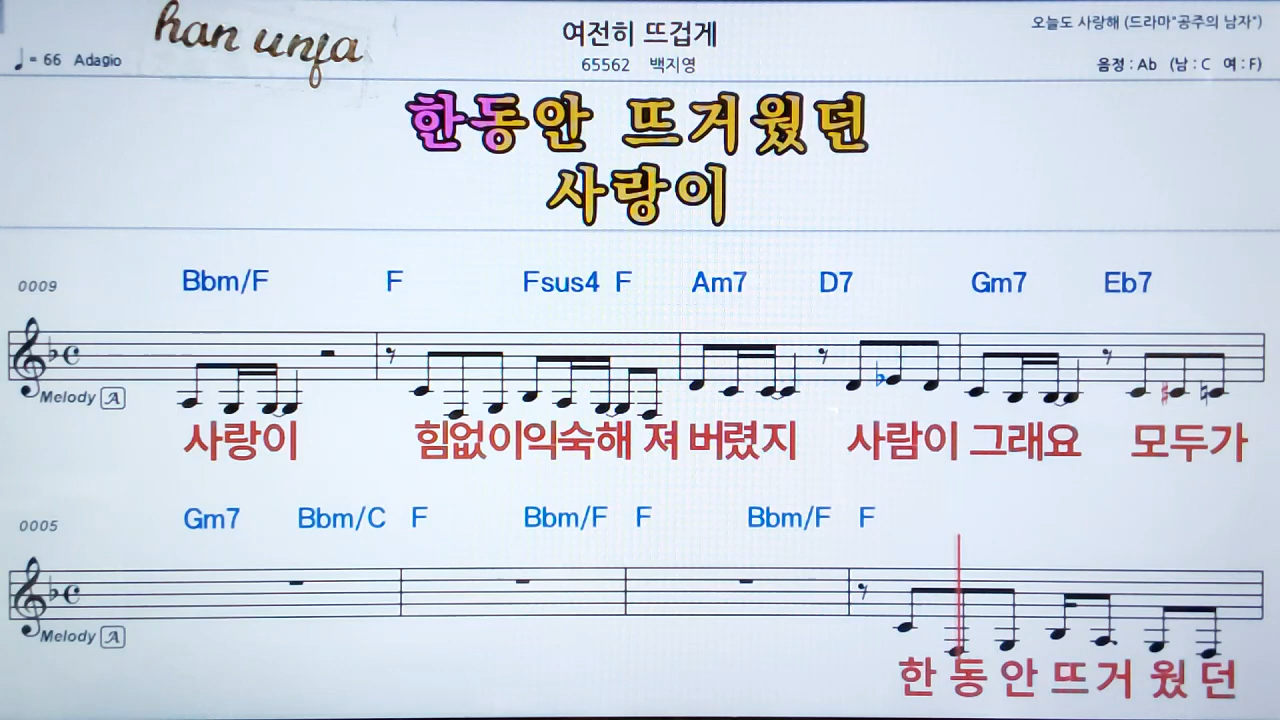 han unja
여전히 뜨겁게
오늘도 사랑해 (드라마"공주의 남자")
♩= 66 Adagio
65562 백지영
음정 : Ab (남 : C 여 : F)
한동안 뜨거웠던
사랑이
0009 Bbm/F F Fsus4 F Am7 D7 Gm7 Eb7
Melody A
사랑이 힘없이익숙해 져 버렸지 사람이 그래요 모두가
0005 Gm7 Bbm/C F Bbm/F F Bbm/F F
Melody A
한 동 안 뜨 거 웠 던